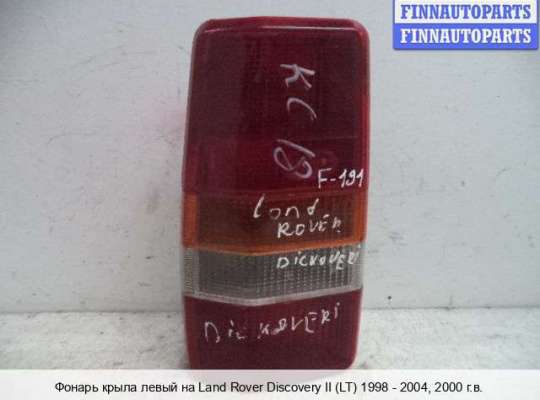 FINNAUTOPARTS
FINNAUTOPARTS
KC 18
F-191
Land
ROVER
DICKOVERI
DICKOVERI
Фонарь крыла левый на Land Rover Discovery II (LT) 1998 - 2004, 2000 г.в.